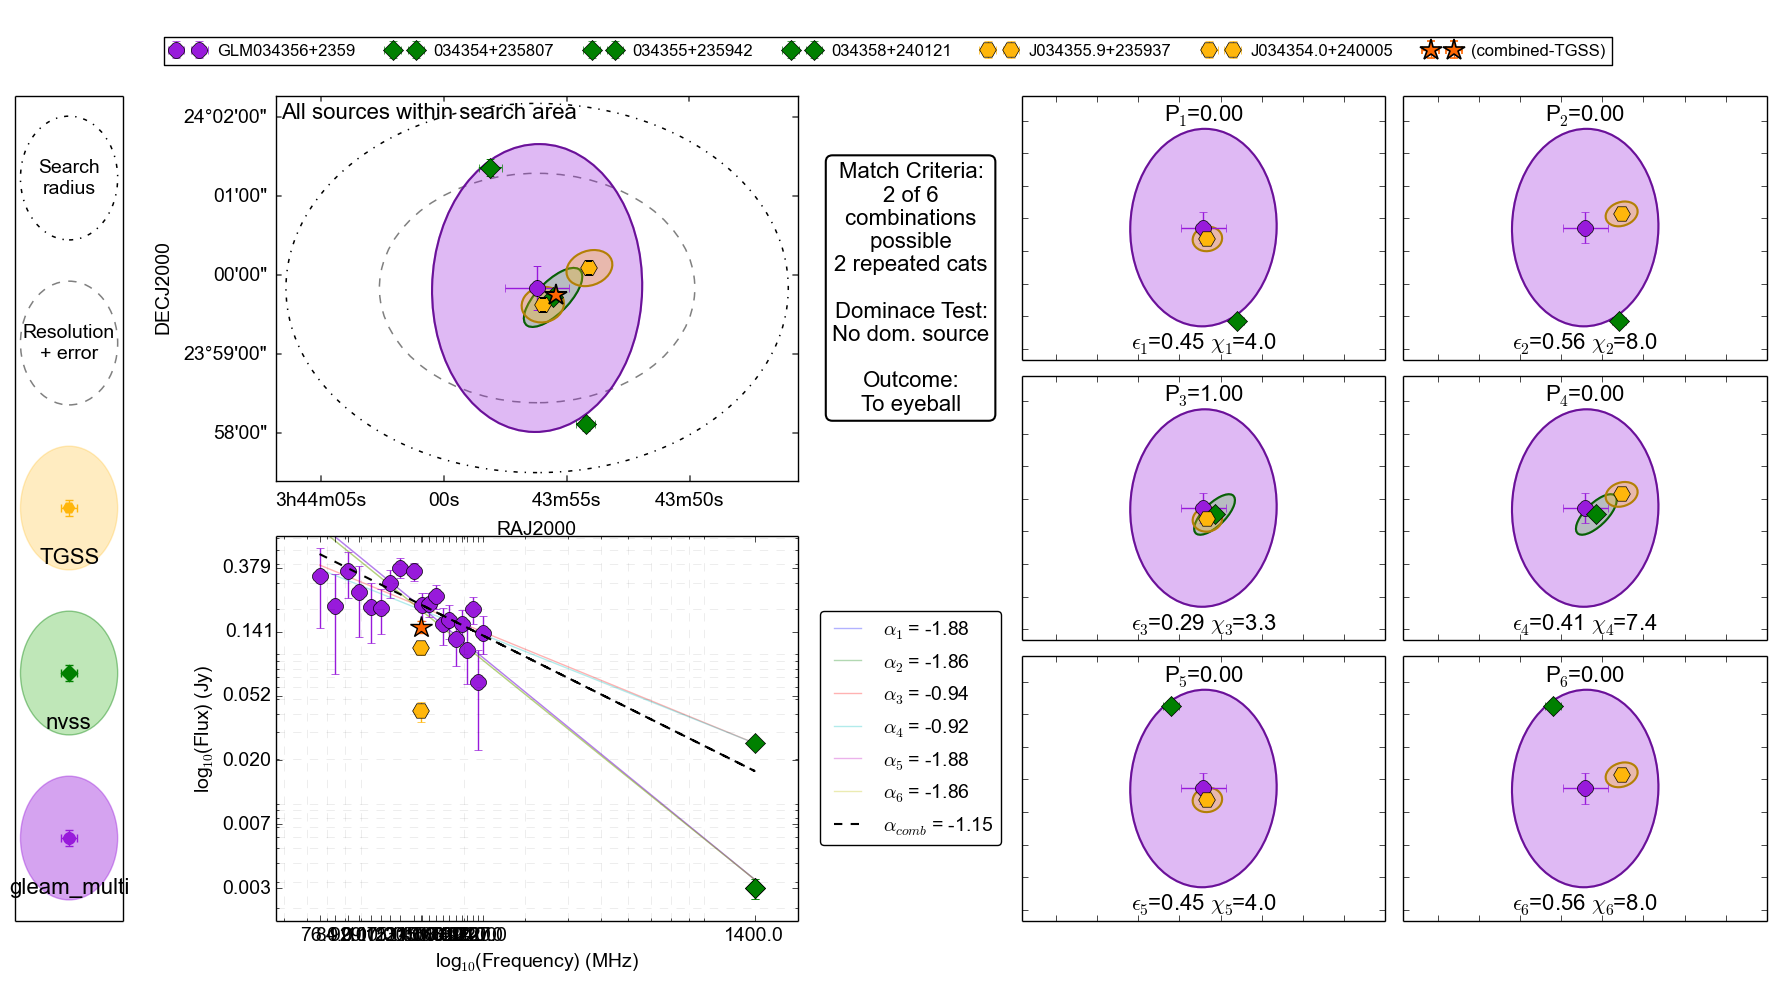 GLM034356+2359 034354+235807 034355+235942 034358+240121 J034355.9+235937 J034354.0+240005 (combined-TGSS)
Search
radius
Resolution
+ error
TGSS
nvss
gleam_multi
All sources within search area
DECJ2000
24°02'00"
01'00"
00'00"
23°59'00"
58'00"
3h44m05s 00s 43m55s 43m50s
RAJ2000
Match Criteria:
2 of 6
combinations
possible
2 repeated cats
Dominace Test:
No dom. source
Outcome:
To eyeball
log₁₀(Flux) (Jy)
0.379
0.141
0.052
0.020
0.007
0.003
1400.0
log₁₀(Frequency) (MHz)
α₁ = -1.88
α₂ = -1.86
α₃ = -0.94
α₄ = -0.92
α₅ = -1.88
α₆ = -1.86
α_comb = -1.15
P₁=0.00
ϵ₁=0.45 χ₁=4.0
P₂=0.00
ϵ₂=0.56 χ₂=8.0
P₃=1.00
ϵ₃=0.29 χ₃=3.3
P₄=0.00
ϵ₄=0.41 χ₄=7.4
P₅=0.00
ϵ₅=0.45 χ₅=4.0
P₆=0.00
ϵ₆=0.56 χ₆=8.0